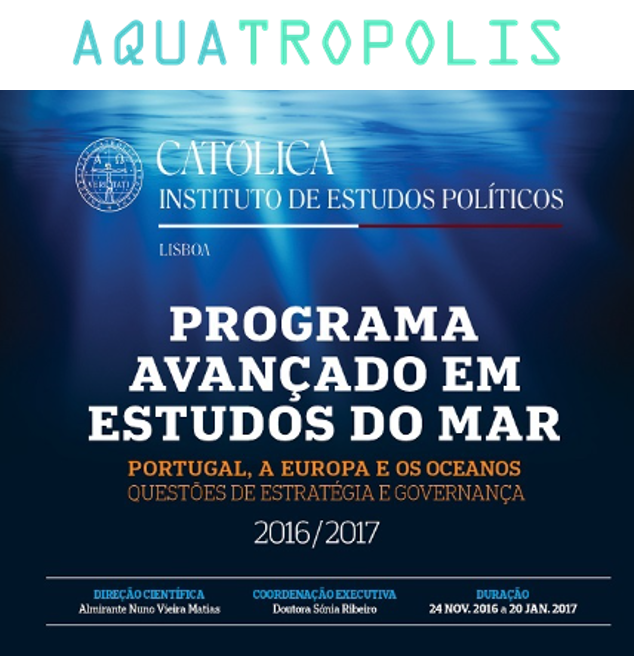 AQUATROPOLIS
CATÓLICA
INSTITUTO DE ESTUDOS POLÍTICOS
LISBOA
PROGRAMA
AVANÇADO EM
ESTUDOS DO MAR
PORTUGAL, A EUROPA E OS OCEANOS
QUESTÕES DE ESTRATÉGIA E GOVERNANÇA
2016/2017
DIREÇÃO CIENTÍFICA
Almirante Nuno Vieira Matias
COORDENAÇÃO EXECUTIVA
Doutora Sónia Ribeiro
DURAÇÃO
24 NOV. 2016 a 20 JAN. 2017